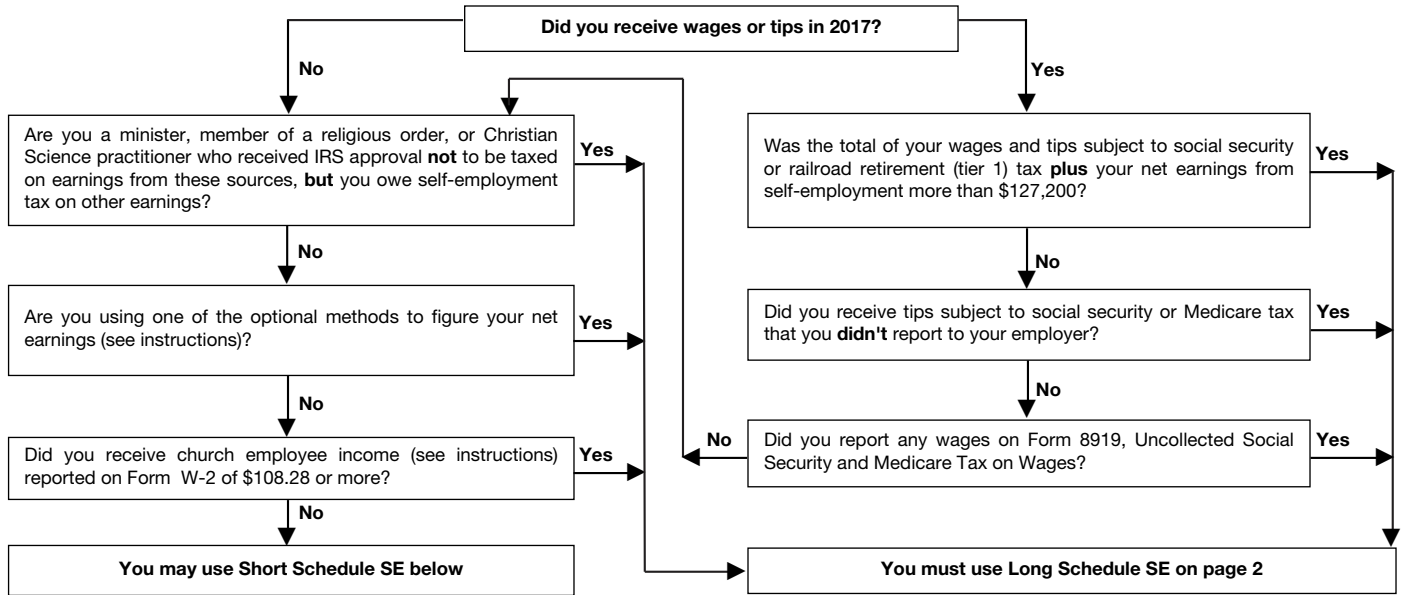 Did you receive wages or tips in 2017?
No
Yes
Are you a minister, member of a religious order, or Christian
Science practitioner who received IRS approval not to be taxed
on earnings from these sources, but you owe self-employment
tax on other earnings?
Yes
Was the total of your wages and tips subject to social security
or railroad retirement (tier 1) tax plus your net earnings from
self-employment more than $127,200?
Yes
No
No
Are you using one of the optional methods to figure your net
earnings (see instructions)?
Yes
Did you receive tips subject to social security or Medicare tax
that you didn't report to your employer?
Yes
No
No
Did you receive church employee income (see instructions)
reported on Form W-2 of $108.28 or more?
Yes
No
Did you report any wages on Form 8919, Uncollected Social
Security and Medicare Tax on Wages?
Yes
No
You may use Short Schedule SE below
You must use Long Schedule SE on page 2